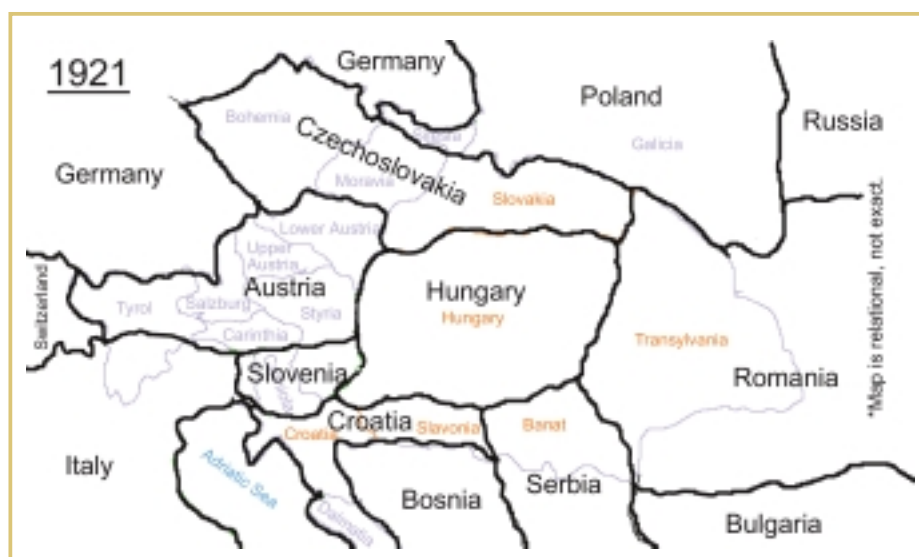 1921
Germany
Poland
Russia
Bohemia
Silesia
Galicia
Czechoslovakia
Germany
Moravia
Slovakia
Lower Austria
Upper
Austria
Austria
Hungary
Hungary
Switzerland
Tyrol
Salzburg
Styria
Carinthia
Transylvania
Romania
*Map is relational, not exact.
Slovenia
Croatia
Croatia
Slavonia
Banat
Italy
Adriatic Sea
Dalmatia
Bosnia
Serbia
Bulgaria